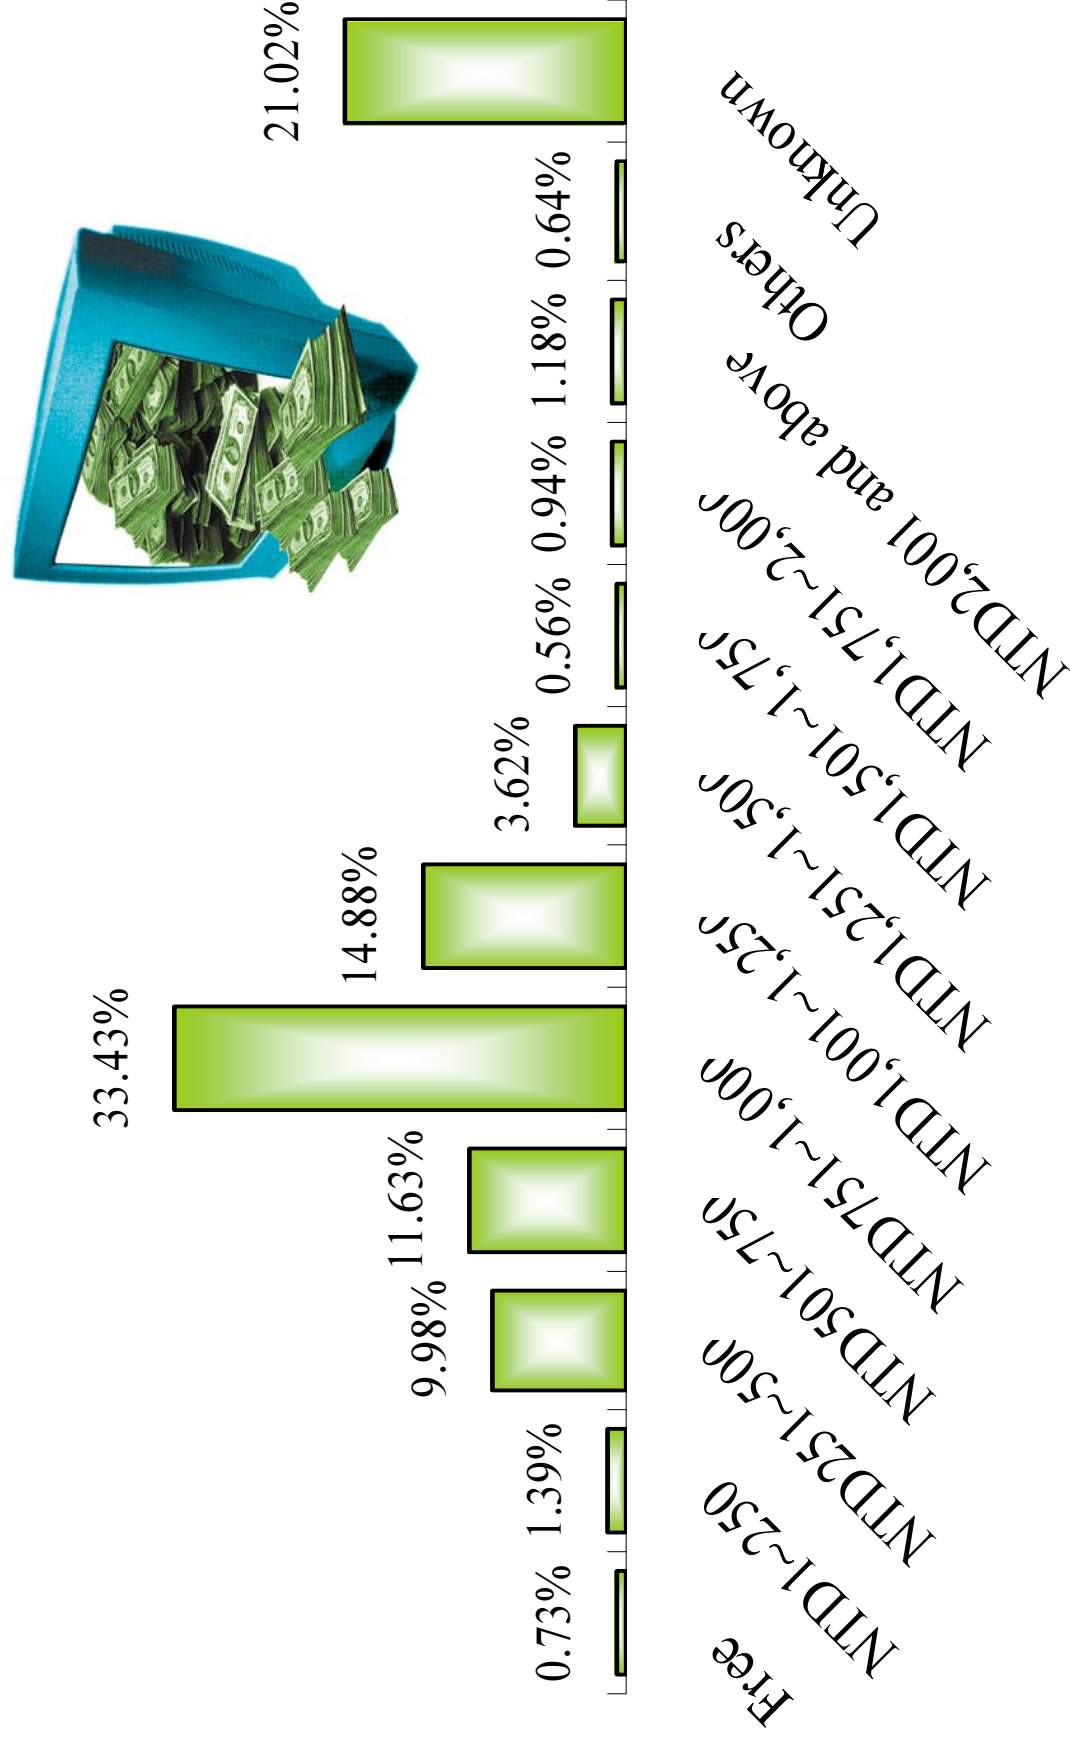 0.73%
1.39%
9.98%
11.63%
33.43%
14.88%
3.62%
0.56%
0.94%
1.18%
0.64%
21.02%
Free
NTD1~250
NTD251~500
NTD501~750
NTD751~1,000
NTD1,001~1,250
NTD1,251~1,500
NTD1,501~1,750
NTD1,751~2,000
NTD2,001 and above
Others
Unknown